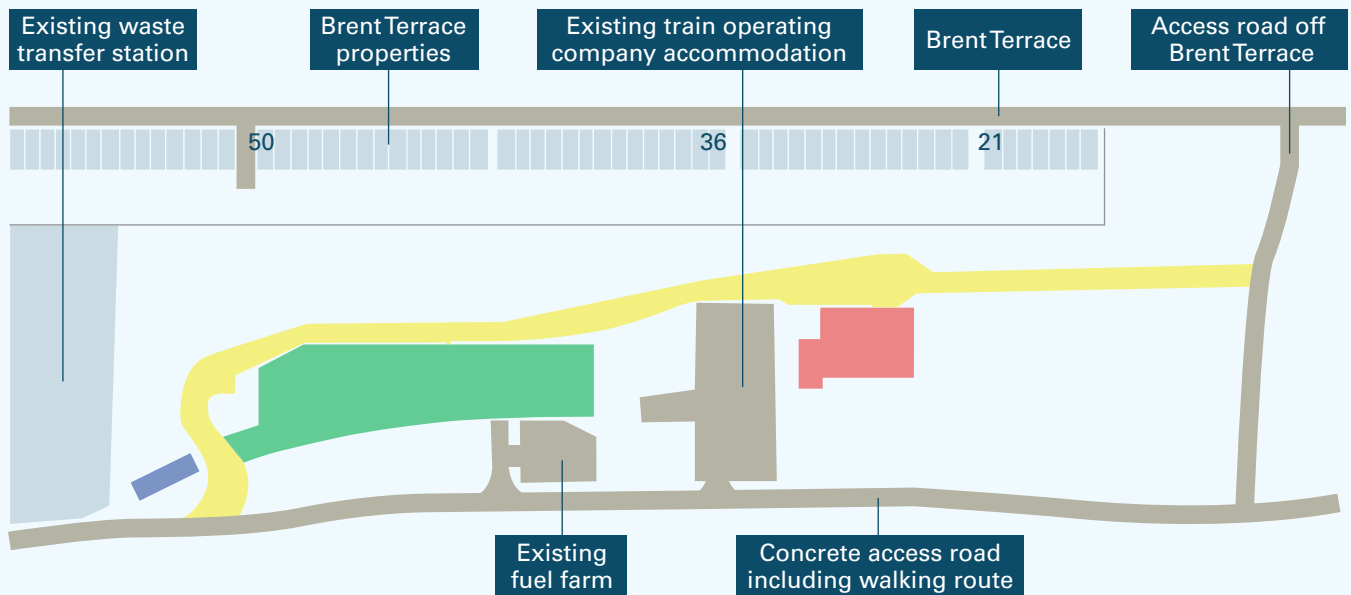 Existing waste
transfer station
Brent Terrace
properties
Existing train operating
company accommodation
Brent Terrace
Access road off
Brent Terrace
50
36
21
Existing
fuel farm
Concrete access road
including walking route